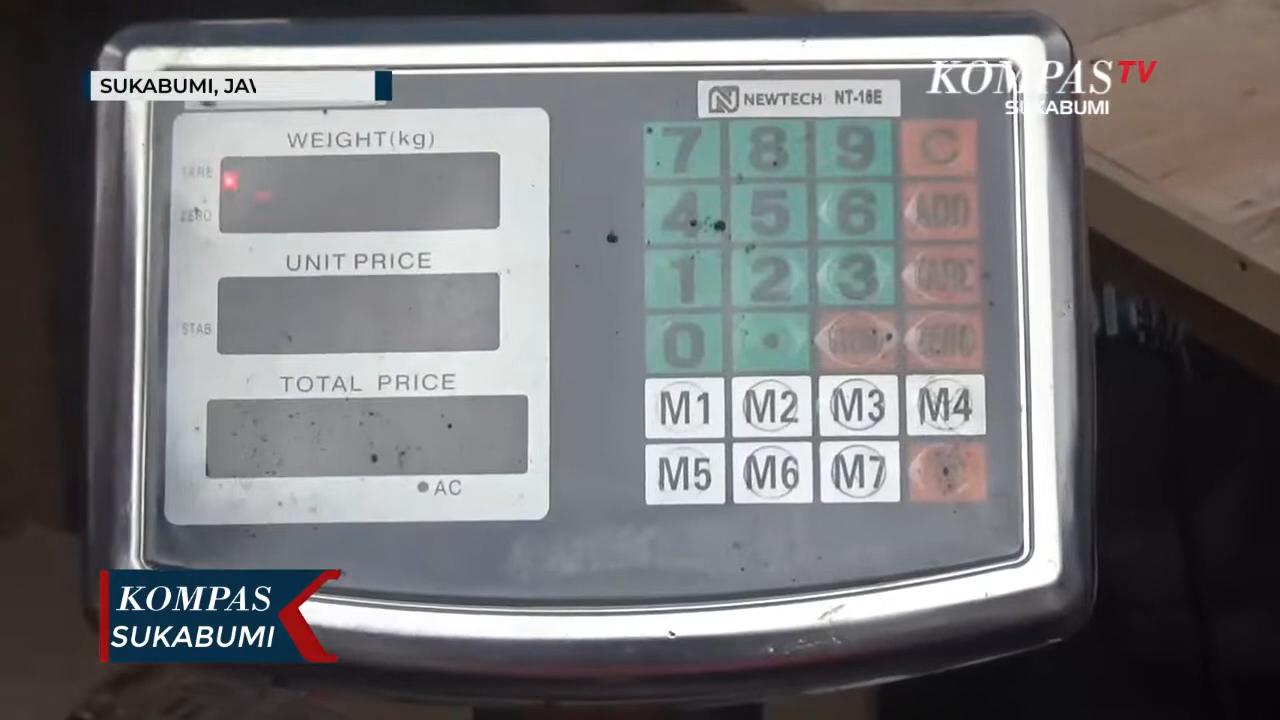 SUKABUMI, JAV
KOMPAS TV
SUKABUMI
NEWTECH NT-16E
WEIGHT(kg)
TARE
ZERO
UNIT PRICE
STAB
TOTAL PRICE
AC
7 8 9 C
4 5 6 ADD
1 2 3 TARE
0 . ZERO
M1 M2 M3 M4
M5 M6 M7
KOMPAS
SUKABUMI